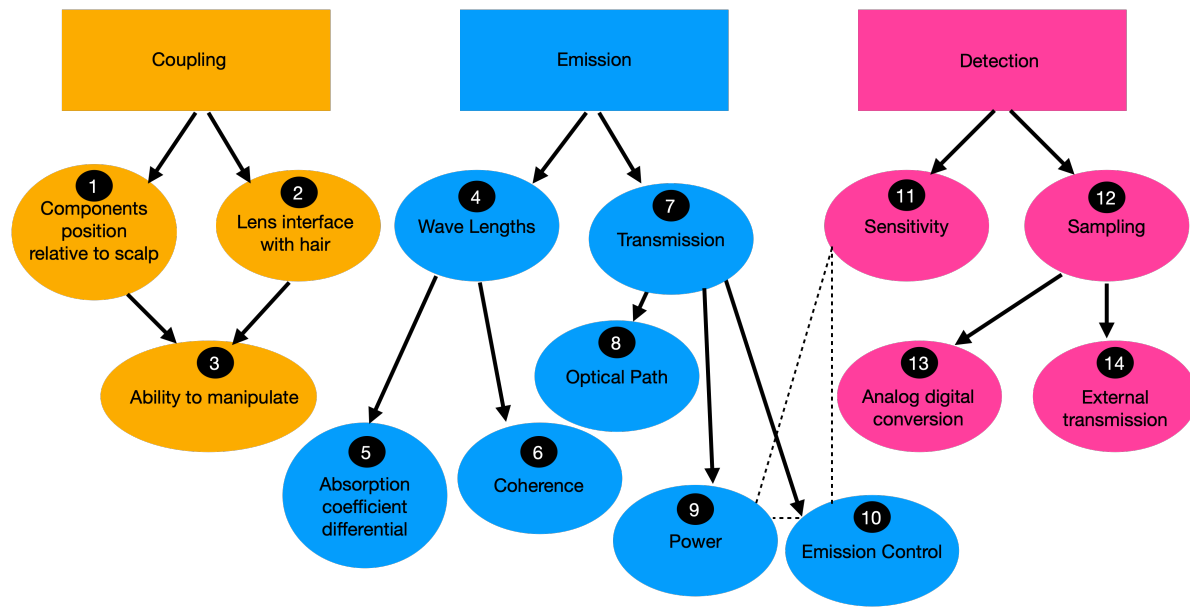 Coupling
Emission
Detection
1
Components
position
relative to scalp
2
Lens interface
with hair
3
Ability to manipulate
4
Wave Lengths
5
Absorption
coefficient
differential
6
Coherence
7
Transmission
8
Optical Path
9
Power
10
Emission Control
11
Sensitivity
12
Sampling
13
Analog digital
conversion
14
External
transmission